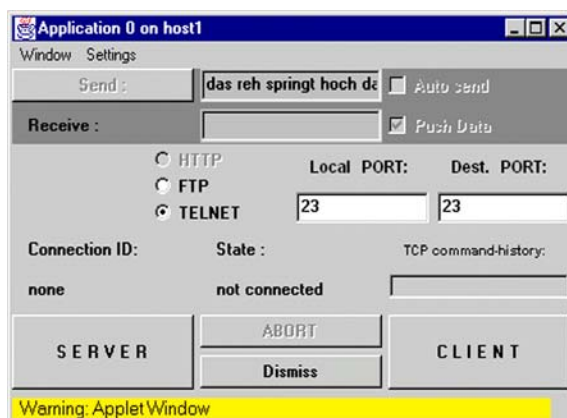 Application 0 on host1
Window Settings
Send : das reh springt hoch da Auto send
Receive : Push Data
HTTP
FTP
TELNET
Local PORT: Dest. PORT:
23 23
Connection ID: State : TCP command-history:
none not connected
SERVER ABORT CLIENT
Dismiss
Warning: Applet Window